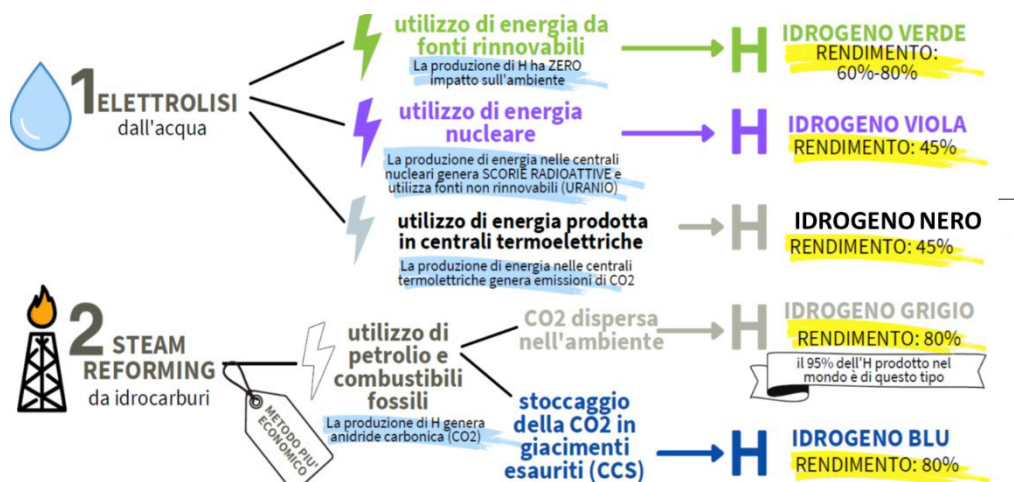 1 ELETTROLISI
dall'acqua
utilizzo di energia da
fonti rinnovabili
La produzione di H ha ZERO
impatto sull'ambiente
H
IDROGENO VERDE
RENDIMENTO:
60%-80%
utilizzo di energia
nucleare
La produzione di energia nelle centrali
nucleari genera SCORIE RADIOATTIVE e
utilizza fonti non rinnovabili (URANIO)
H
IDROGENO VIOLA
RENDIMENTO: 45%
utilizzo di energia prodotta
in centrali termoelettriche
La produzione di energia nelle centrali
termolettriche genera emissioni di CO2
H
IDROGENO NERO
RENDIMENTO: 45%
2 STEAM
REFORMING
da idrocarburi
METODO PIU'
ECONOMICO
utilizzo di
petrolio e
combustibili
fossili
La produzione di H genera
anidride carbonica (CO2)
CO2 dispersa
nell'ambiente
H
IDROGENO GRIGIO
RENDIMENTO: 80%
il 95% dell'H prodotto nel
mondo è di questo tipo
stoccaggio
della CO2 in
giacimenti
esauriti (CCS)
H
IDROGENO BLU
RENDIMENTO: 80%